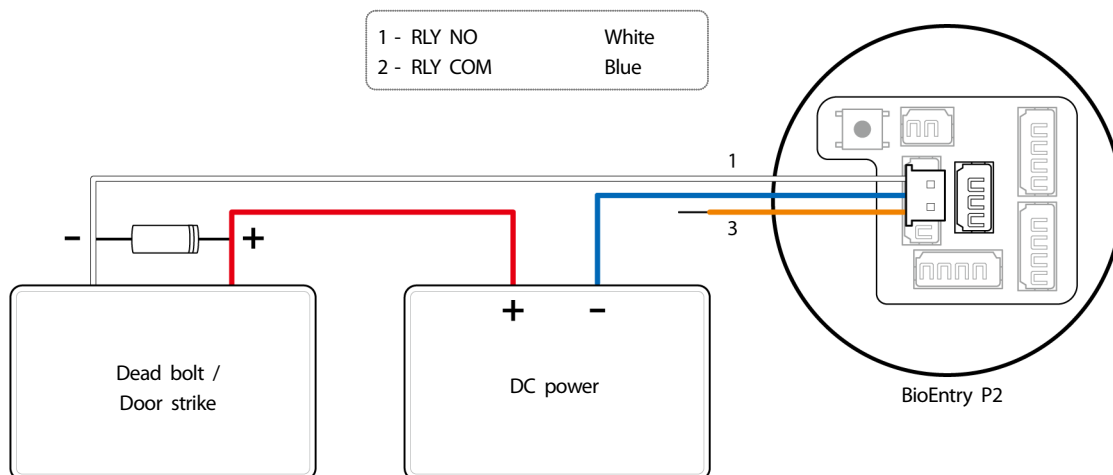 1 - RLY NO White
2 - RLY COM Blue
1
3
- +
+ -
Dead bolt /
Door strike
DC power
BioEntry P2